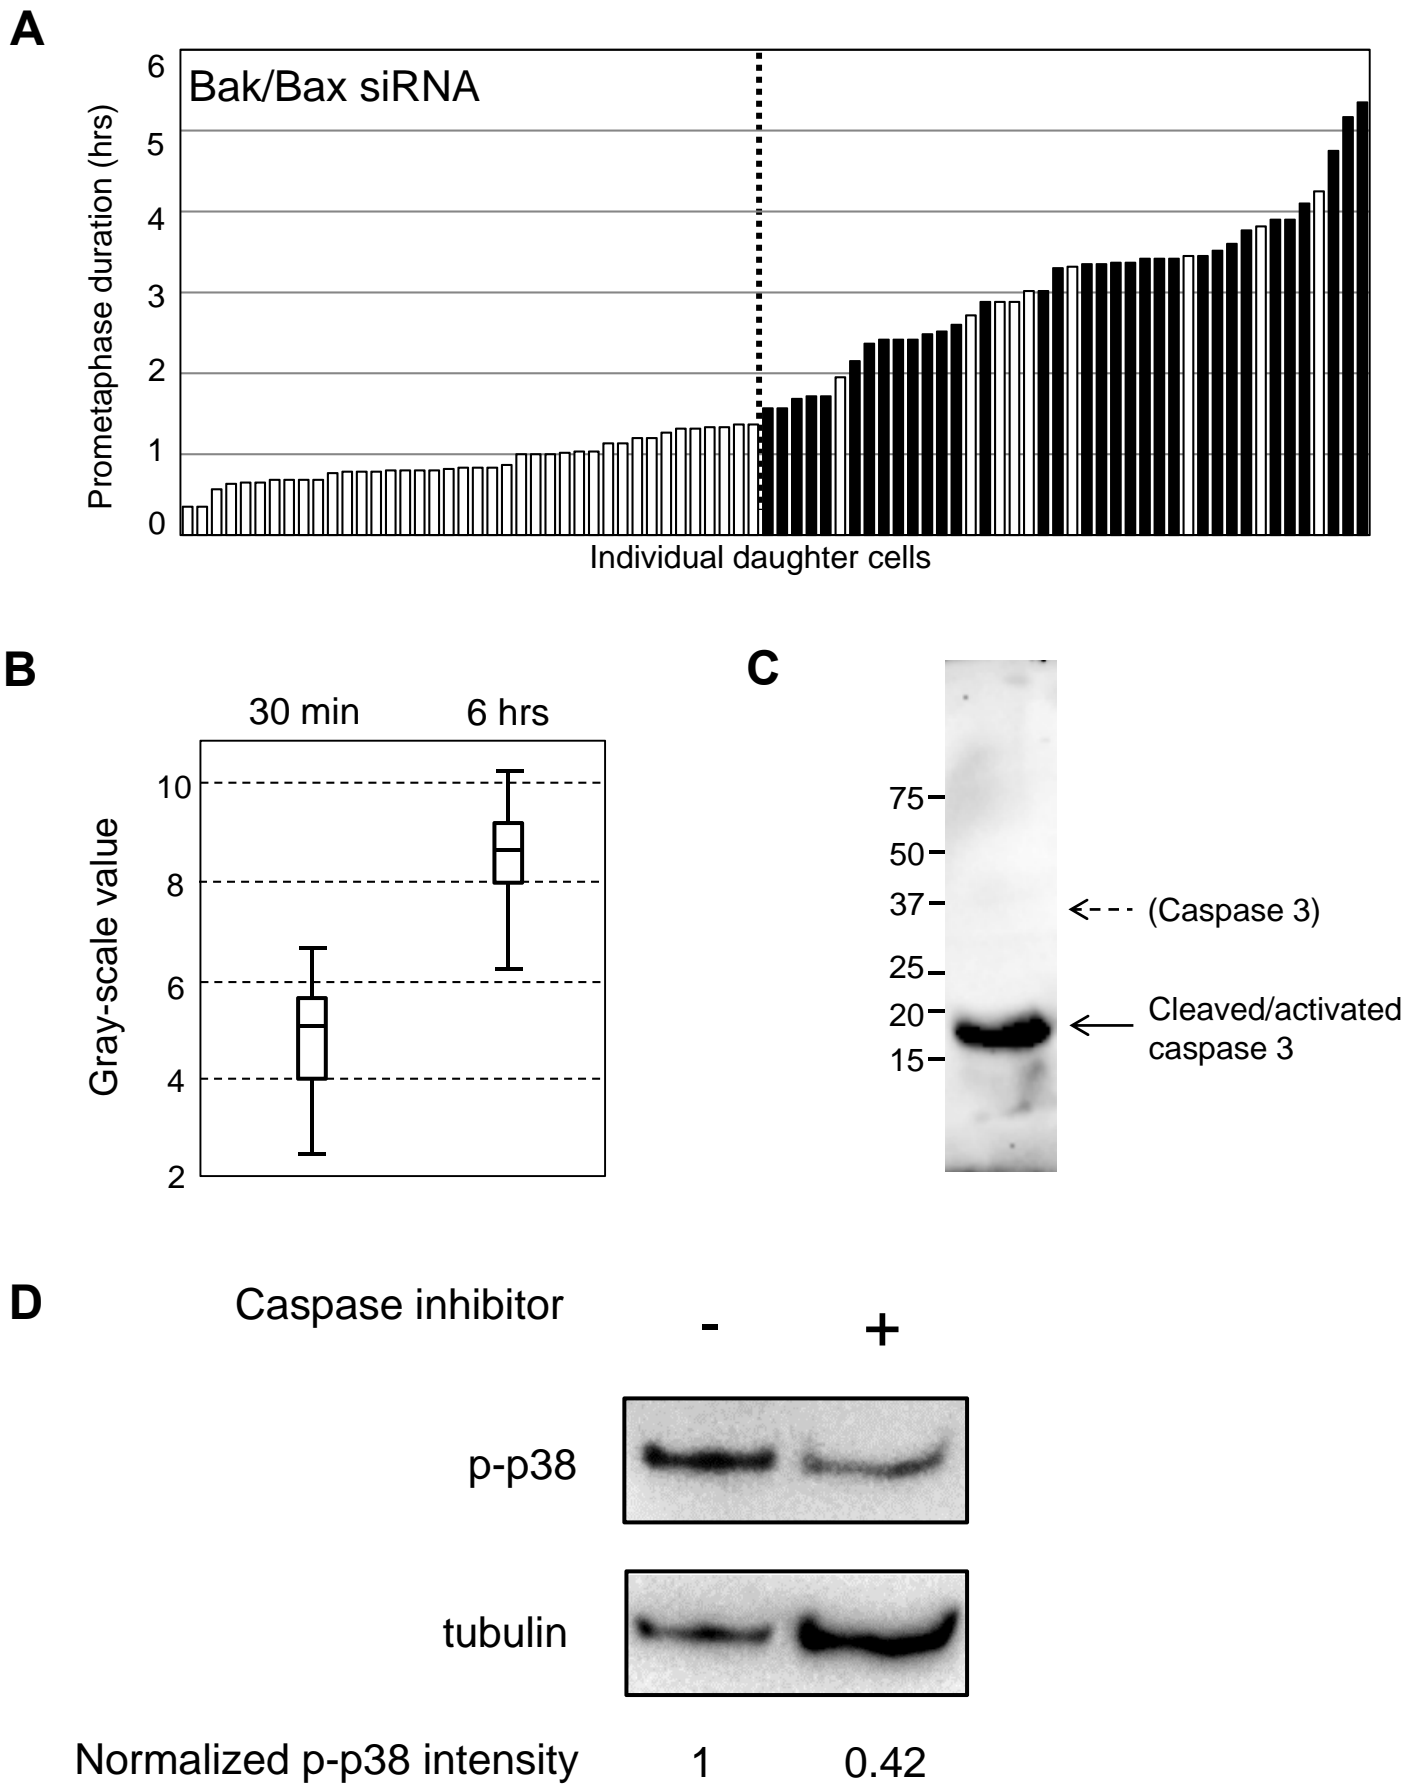 A
Bak/Bax siRNA
Prometaphase duration (hrs)
6
5
4
3
2
1
0
Individual daughter cells
B
30 min
6 hrs
Gray-scale value
10
8
6
4
2
C
75
50
37
25
20
15
(Caspase 3)
Cleaved/activated
caspase 3
D
Caspase inhibitor
- +
p-p38
tubulin
Normalized p-p38 intensity 1 0.42